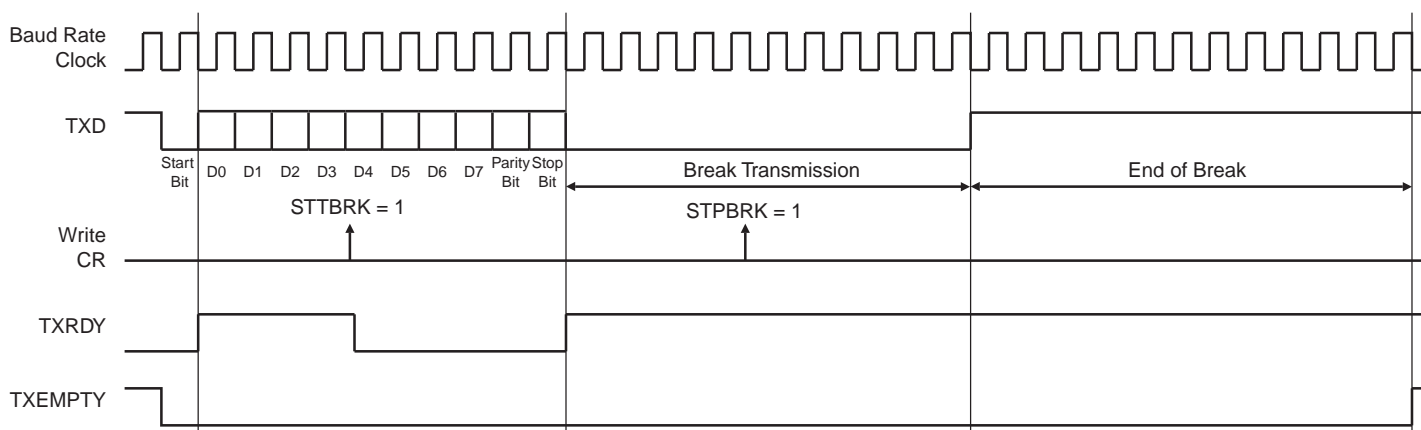 Baud Rate
Clock
TXD
Start
Bit
D0 D1 D2 D3 D4 D5 D6 D7
Parity
Bit
Stop
Bit
Break Transmission
End of Break
STTBRK = 1
STPBRK = 1
Write
CR
TXRDY
TXEMPTY